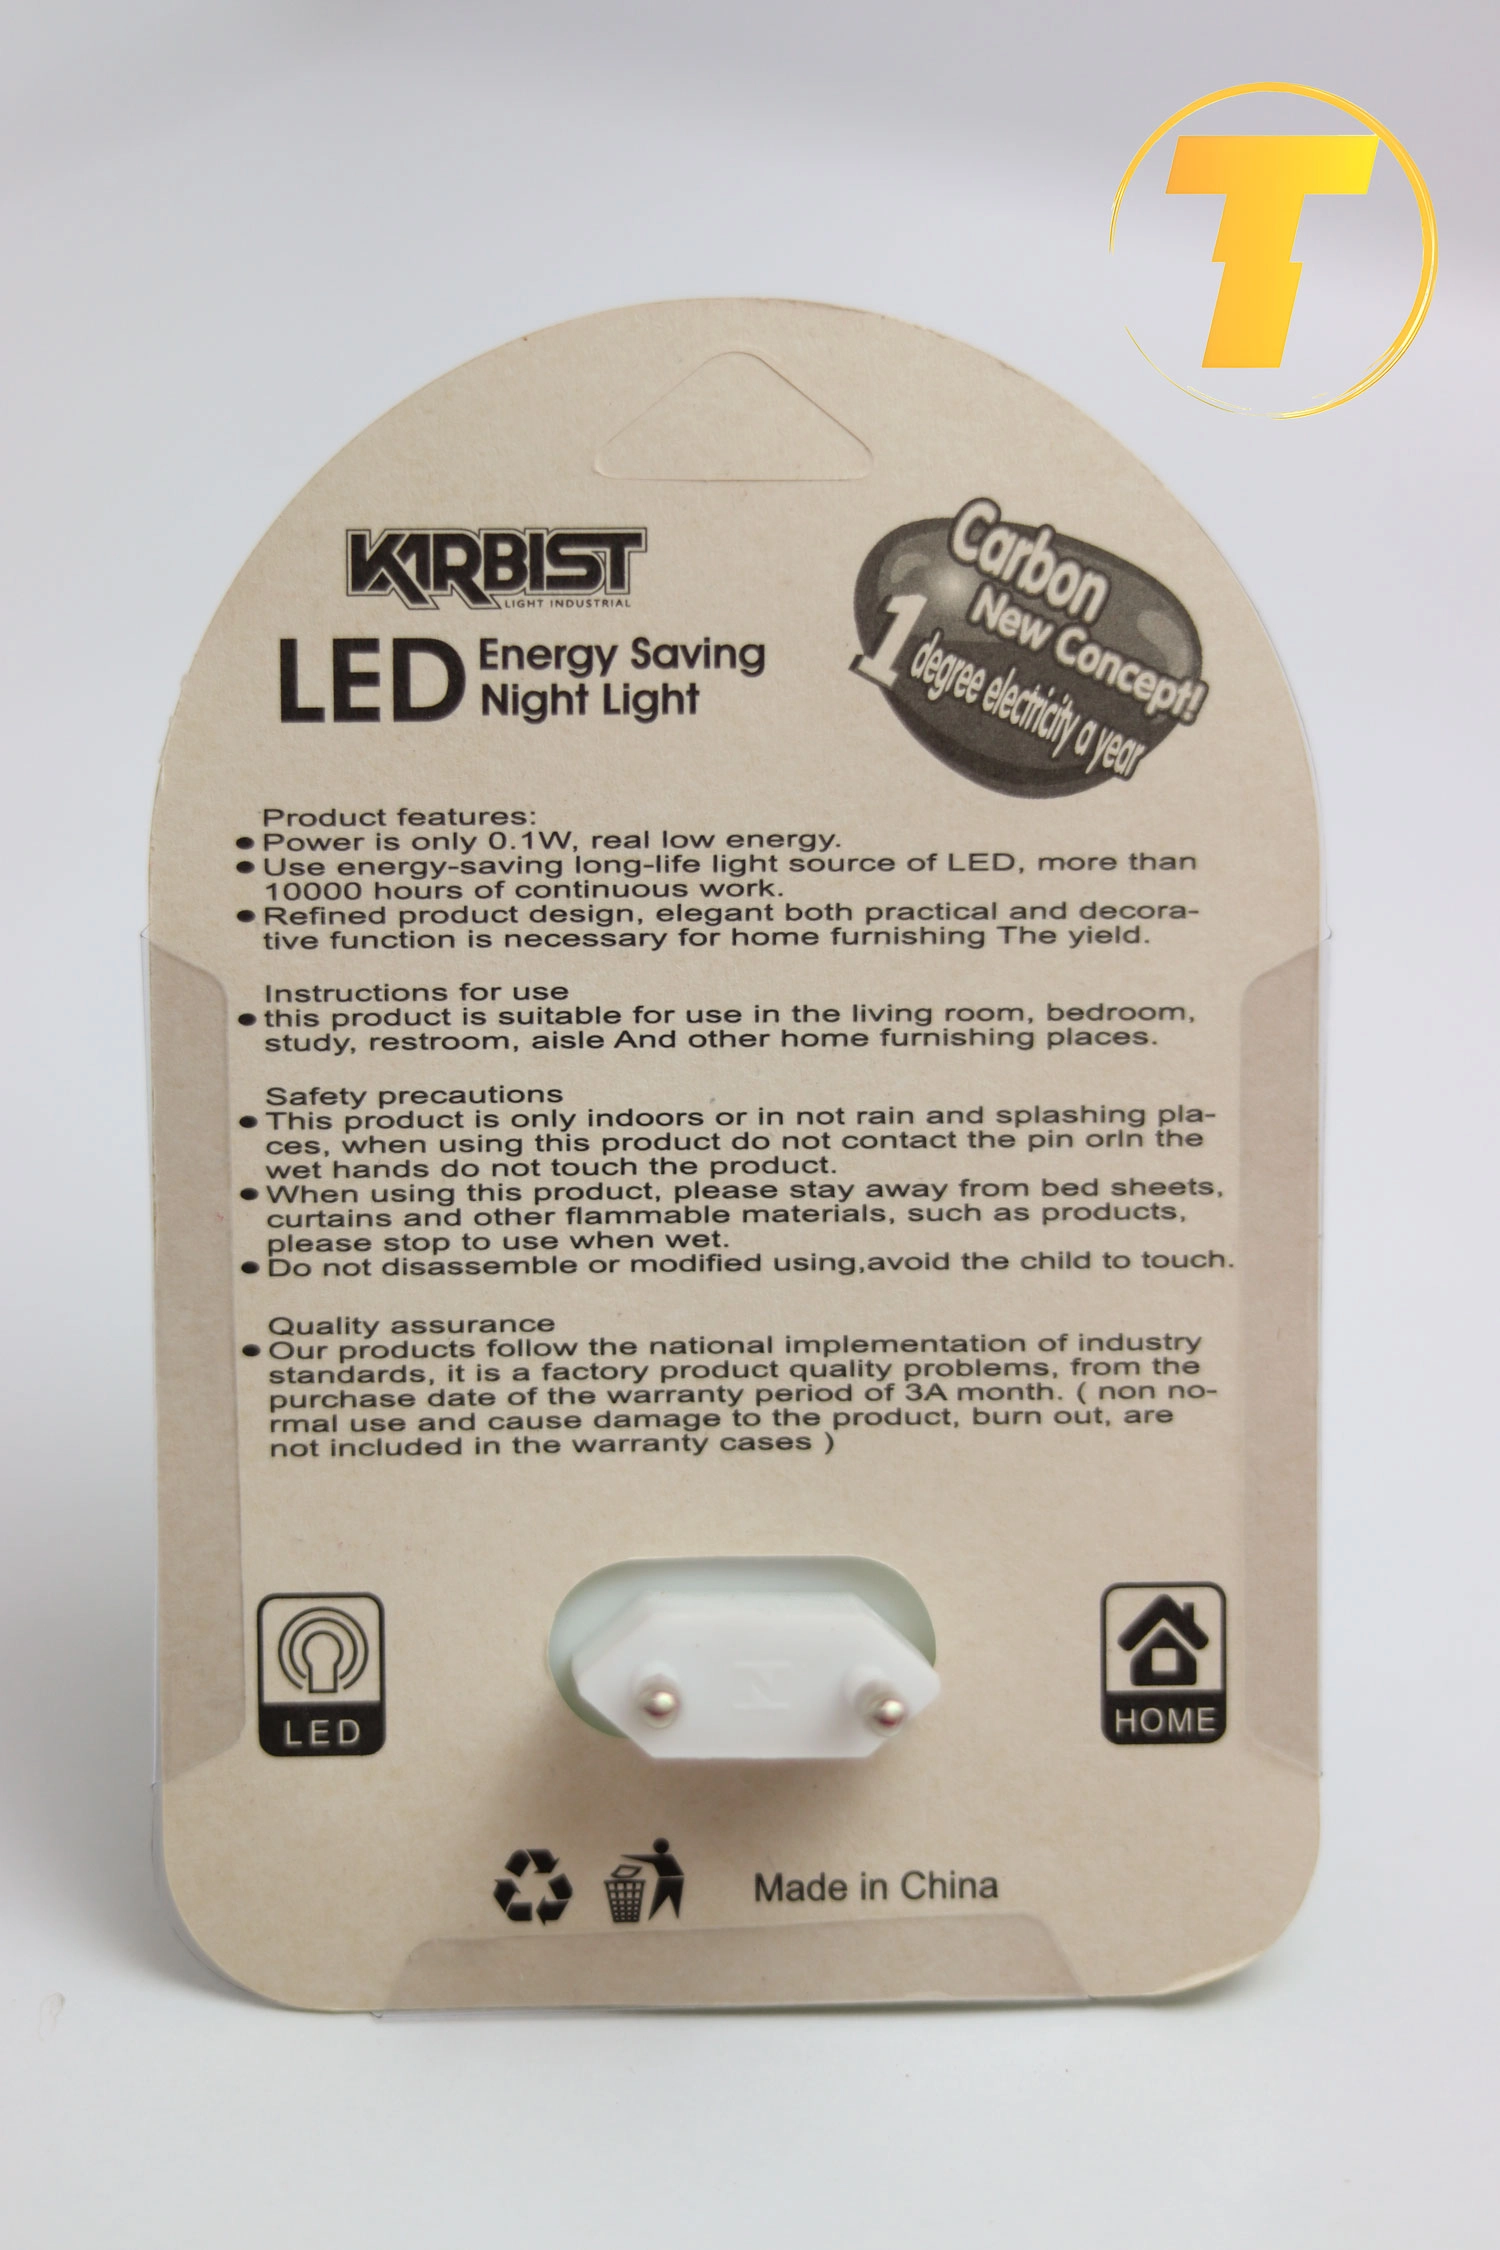 T
KARBIST
LIGHT INDUSTRIAL
LED Energy Saving
Night Light
Carbon
New Concept!
1 degree electricity a year
Product features:
● Power is only 0.1W, real low energy.
● Use energy-saving long-life light source of LED, more than
10000 hours of continuous work.
● Refined product design, elegant both practical and decora-
tive function is necessary for home furnishing The yield.
Instructions for use
● this product is suitable for use in the living room, bedroom,
study, restroom, aisle And other home furnishing places.
Safety precautions
● This product is only indoors or in not rain and splashing pla-
ces, when using this product do not contact the pin orIn the
wet hands do not touch the product.
● When using this product, please stay away from bed sheets,
curtains and other flammable materials, such as products,
please stop to use when wet.
● Do not disassemble or modified using,avoid the child to touch.
Quality assurance
● Our products follow the national implementation of industry
standards, it is a factory product quality problems, from the
purchase date of the warranty period of 3A month. ( non no-
rmal use and cause damage to the product, burn out, are
not included in the warranty cases )
LED
HOME
Made in China